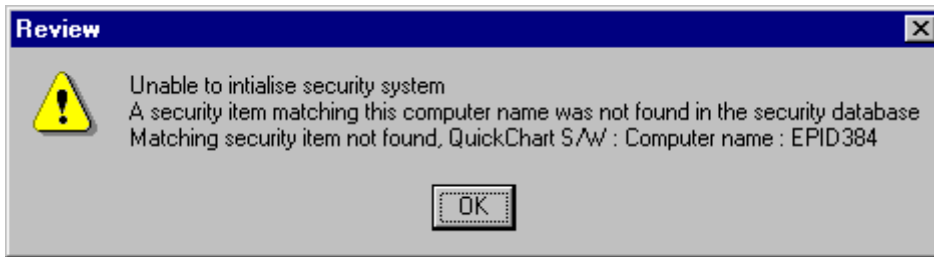 Review
Unable to intialise security system
A security item matching this computer name was not found in the security database
Matching security item not found, QuickChart S/W : Computer name : EPID384
OK